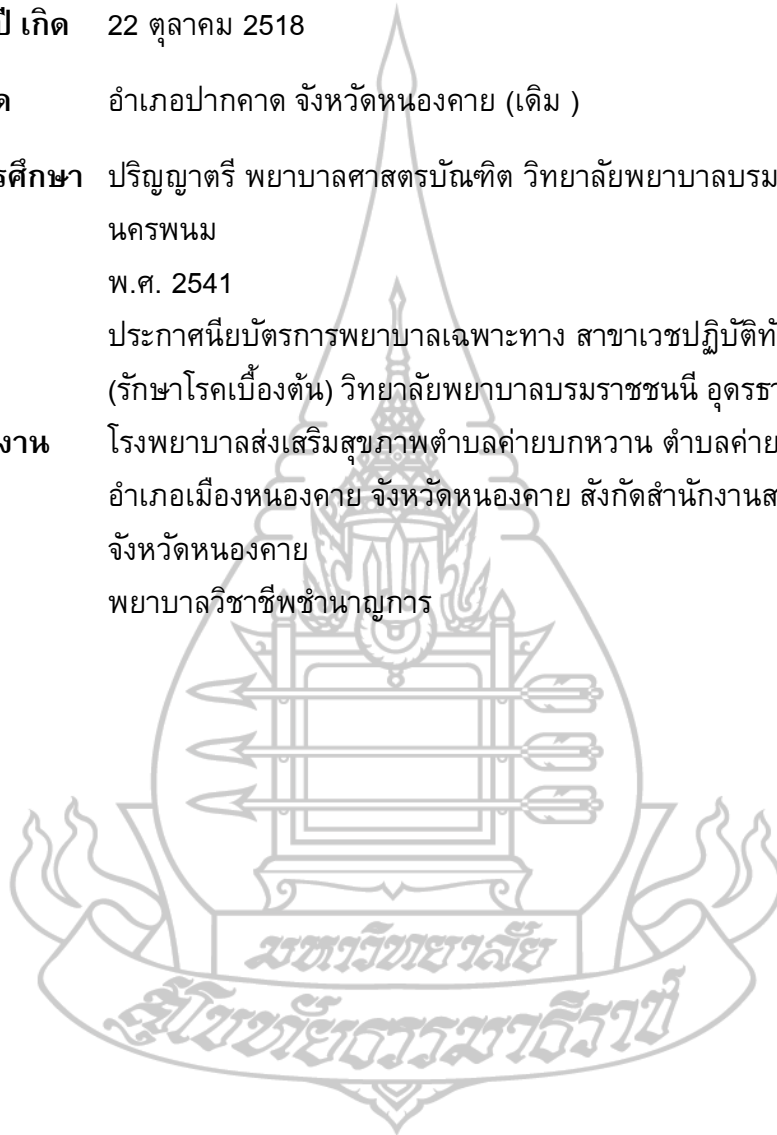 ปี เกิด 22 ตุลาคม 2518
ด อำเภอปากคาด จังหวัดหนองคาย (เดิม )
รศึกษา ปริญญาตรี พยาบาลศาสตรบัณฑิต วิทยาลัยพยาบาลบรม
นครพนม
พ.ศ. 2541
ประกาศนียบัตรการพยาบาลเฉพาะทาง สาขาเวชปฏิบัติทั
(รักษาโรคเบื้องต้น) วิทยาลัยพยาบาลบรมราชชนนี อุดรธา
งาน โรงพยาบาลส่งเสริมสุขภาพตำบลค่ายบกหวาน ตำบลค่าย
อำเภอเมืองหนองคาย จังหวัดหนองคาย สังกัดสำนักงานส
จังหวัดหนองคาย
พยาบาลวิชาชีพชำนาญการ
มหาวิทยาลัย
สุโขทัยธรรมาธิราช